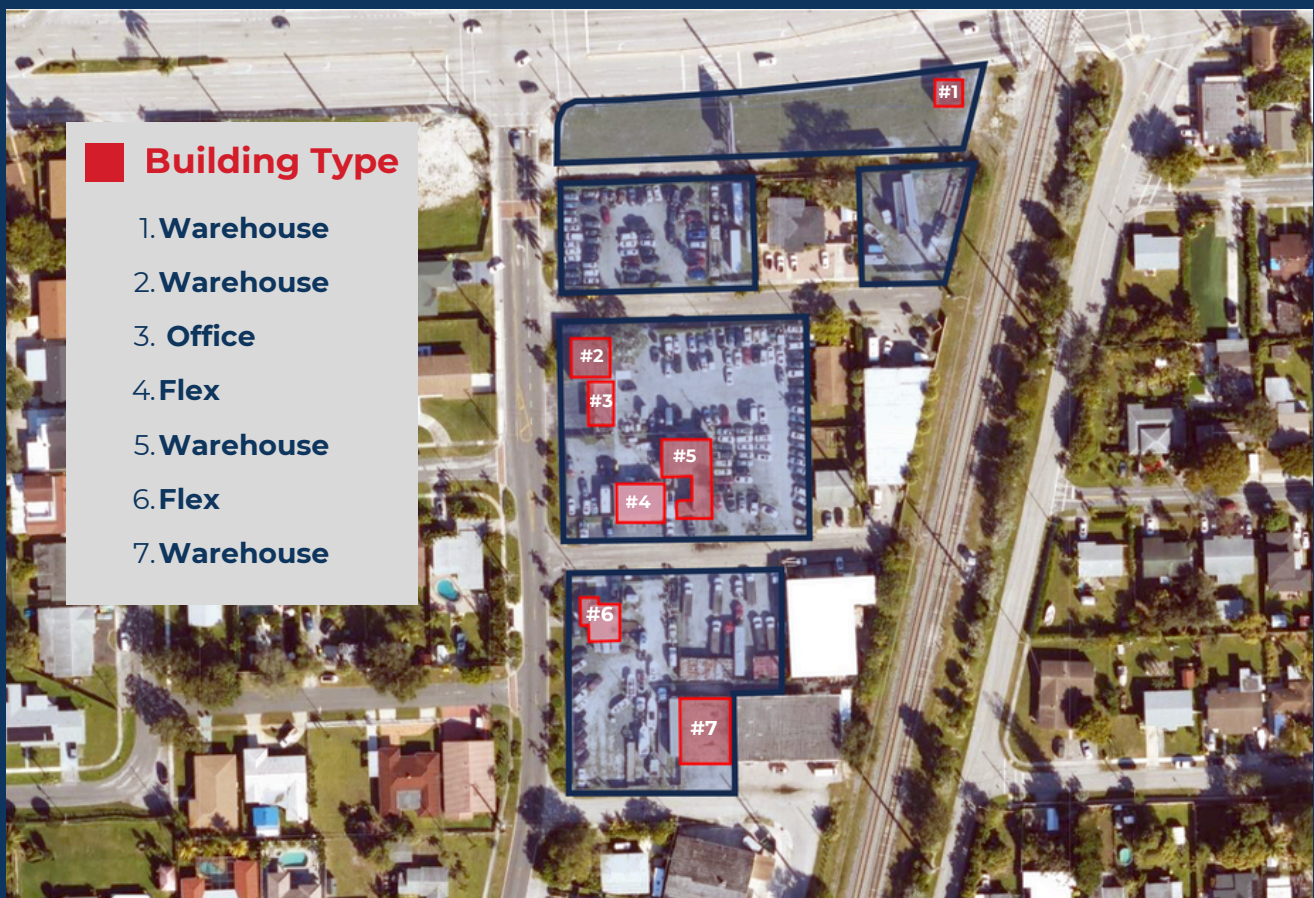 Building Type
1. Warehouse
2. Warehouse
3. Office
4. Flex
5. Warehouse
6. Flex
7. Warehouse
#1
#2
#3
#5
#4
#6
#7